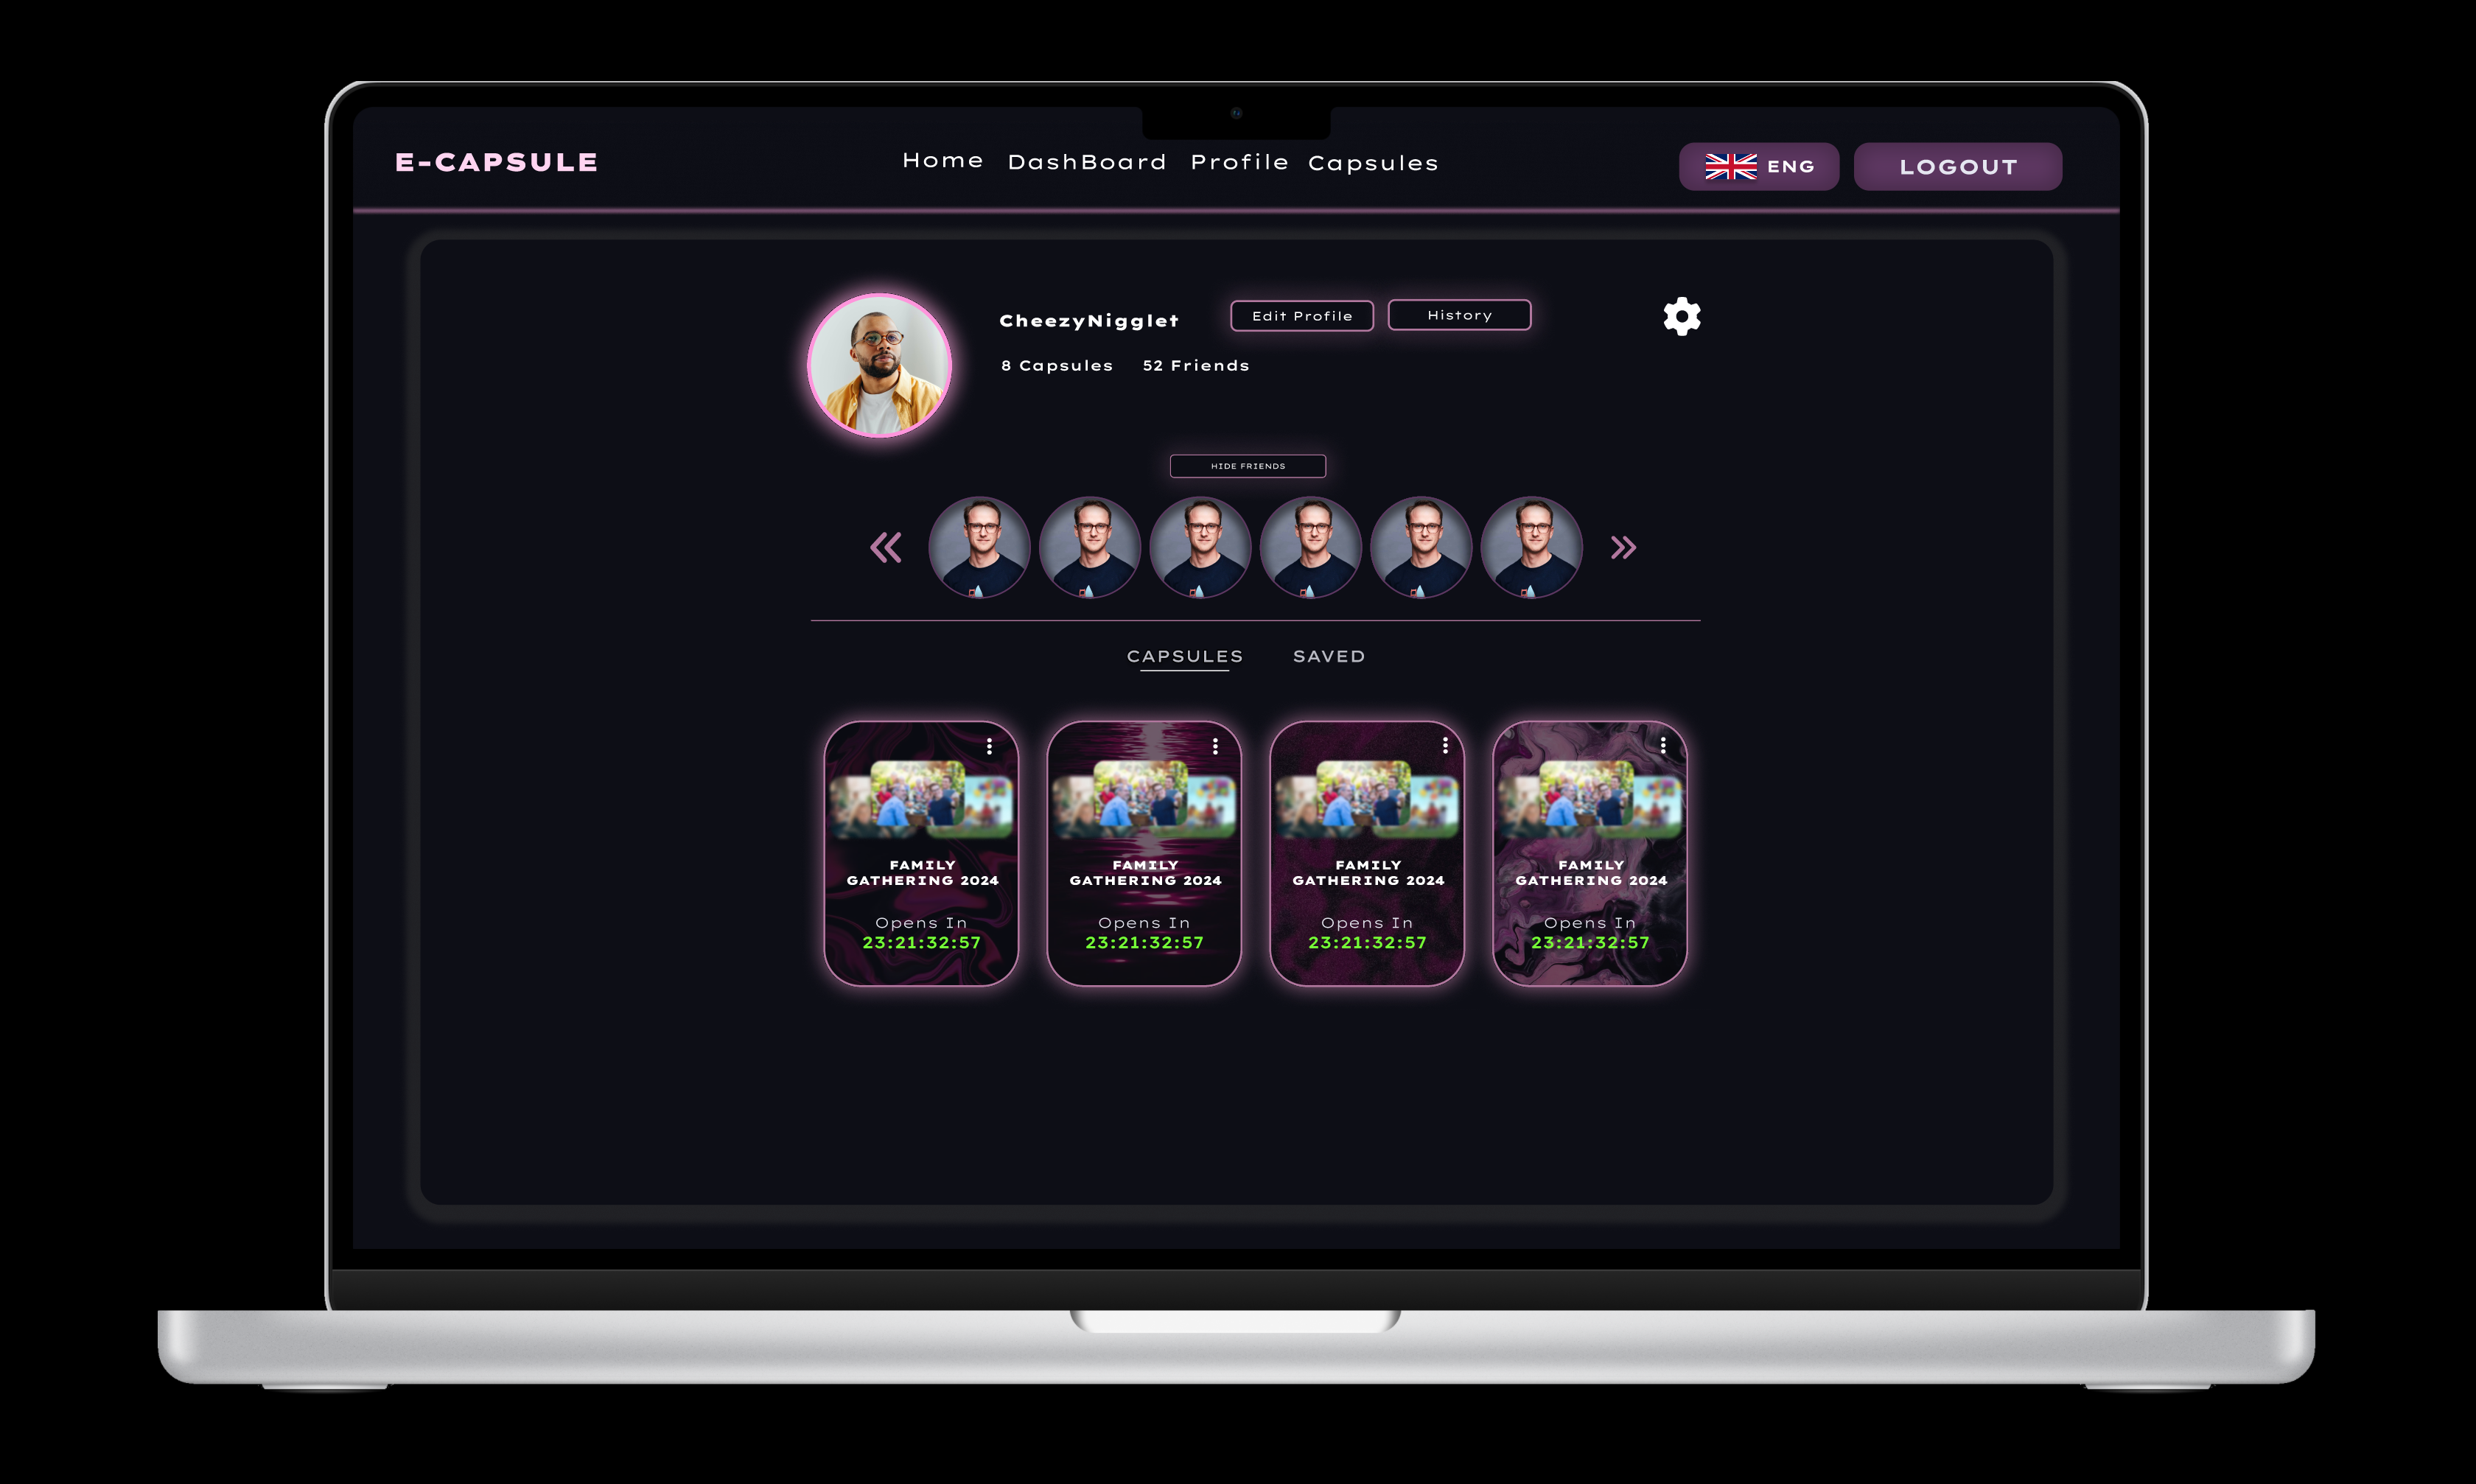 E-CAPSULE
Home DashBoard Profile Capsules
ENG
LOGOUT
CheezyNigglet
Edit Profile
History
8 Capsules 52 Friends
HIDE FRIENDS
CAPSULES SAVED
FAMILY
GATHERING 2024
Opens In
23:21:32:57
FAMILY
GATHERING 2024
Opens In
23:21:32:57
FAMILY
GATHERING 2024
Opens In
23:21:32:57
FAMILY
GATHERING 2024
Opens In
23:21:32:57